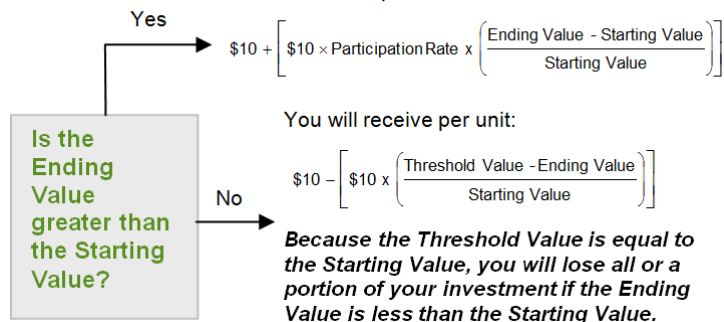 Yes
$10 + [ $10 × Participation Rate x ( Ending Value - Starting Value / Starting Value ) ]
Is the
Ending
Value
greater than
the Starting
Value?
No
You will receive per unit:
$10 – [ $10 x ( Threshold Value - Ending Value / Starting Value ) ]
Because the Threshold Value is equal to
the Starting Value, you will lose all or a
portion of your investment if the Ending
Value is less than the Starting Value.